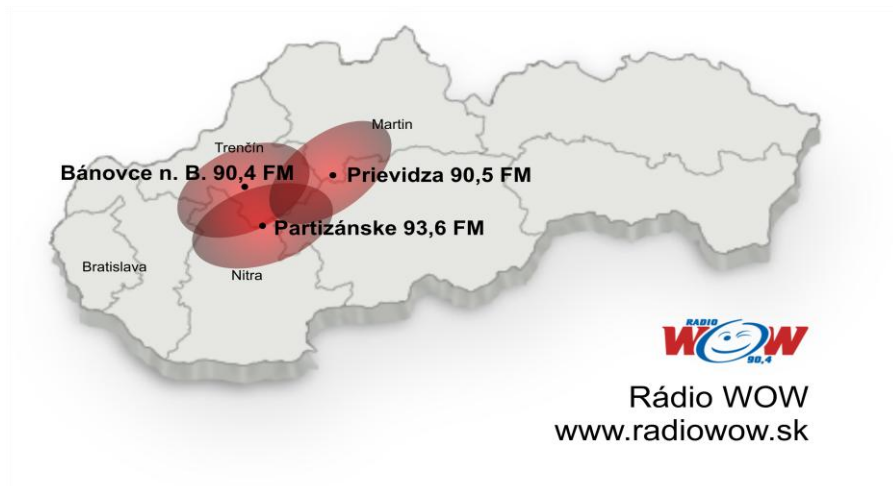 Martin
Trenčín
Bánovce n. B. 90,4 FM
Prievidza 90,5 FM
Partizánske 93,6 FM
Bratislava
Nitra
RADIO
WOW
90,4
Rádio WOW
www.radiowow.sk